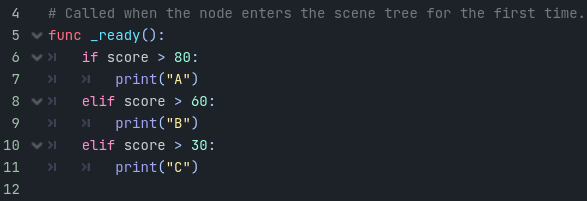 4 # Called when the node enters the scene tree for the first time.
5 func _ready():
6 if score > 80:
7 print("A")
8 elif score > 60:
9 print("B")
10 elif score > 30:
11 print("C")
12